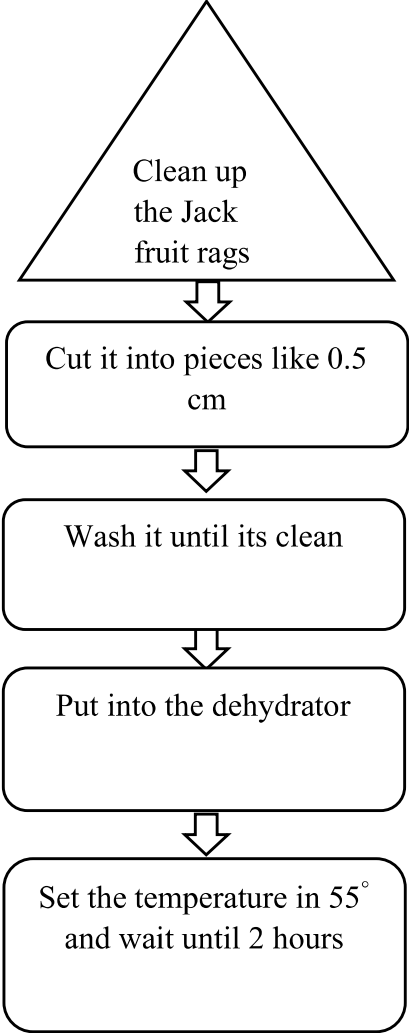 Clean up
the Jack
fruit rags
Cut it into pieces like 0.5
cm
Wash it until its clean
Put into the dehydrator
Set the temperature in 55°
and wait until 2 hours